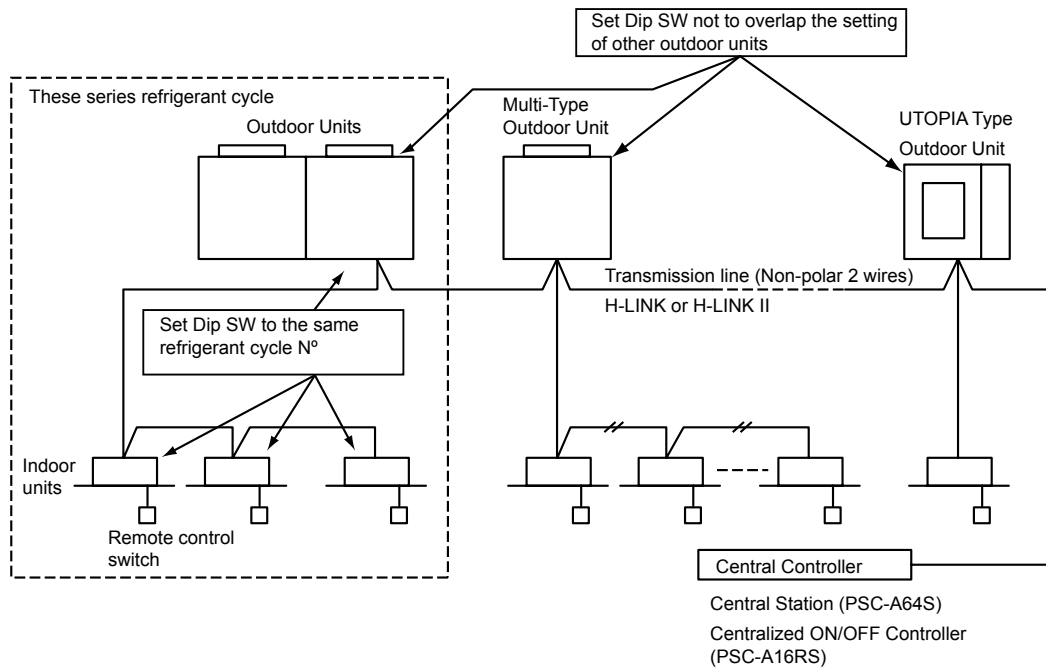 Set Dip SW not to overlap the setting
of other outdoor units
These series refrigerant cycle
Outdoor Units
Multi-Type
Outdoor Unit
UTOPIA Type
Outdoor Unit
Transmission line (Non-polar 2 wires)
H-LINK or H-LINK II
Set Dip SW to the same
refrigerant cycle Nº
Indoor
units
Remote control
switch
Central Controller
Central Station (PSC-A64S)
Centralized ON/OFF Controller
(PSC-A16RS)